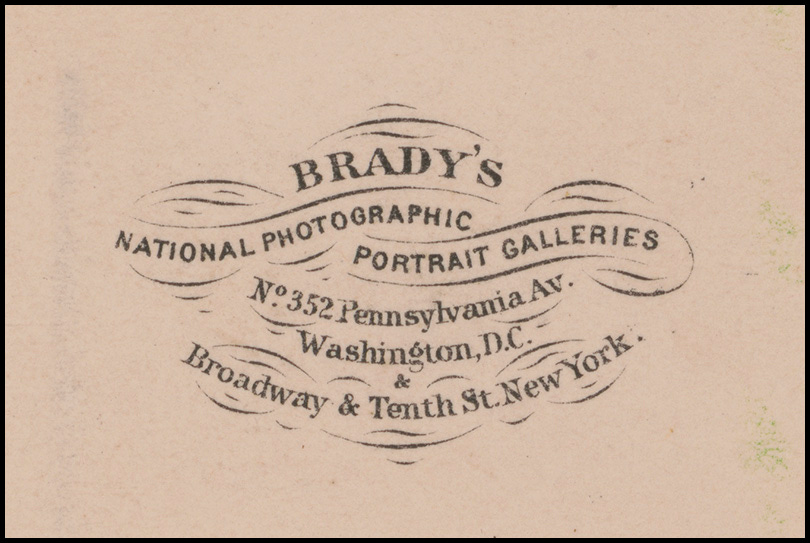 BRADY'S
NATIONAL PHOTOGRAPHIC
PORTRAIT GALLERIES
No. 352 Pennsylvania Av.
Washington, D.C.
&
Broadway & Tenth St. New York.